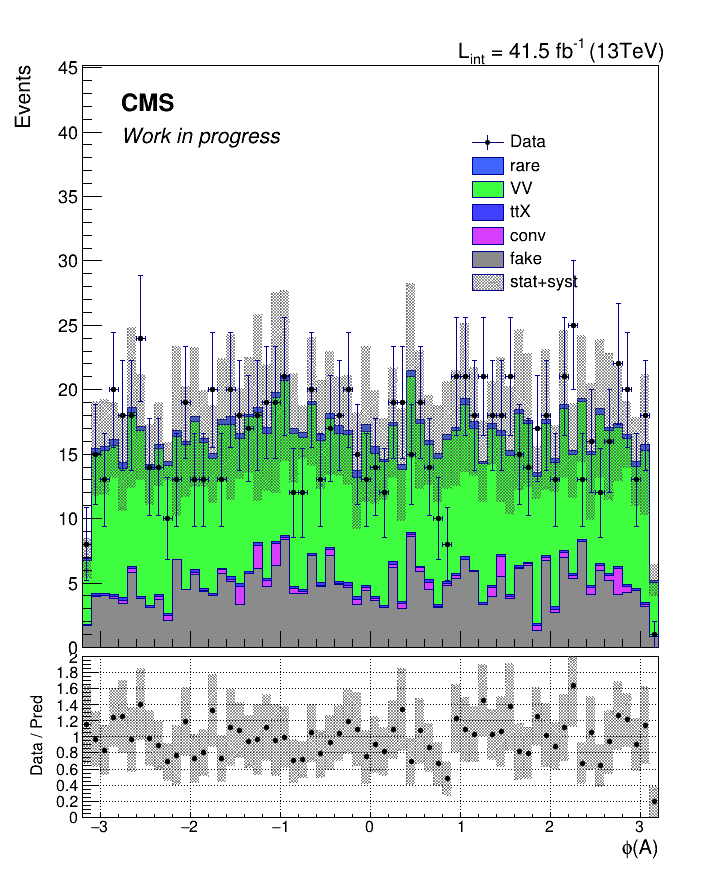 L_int = 41.5 fb^-1 (13TeV)
Events
CMS
Work in progress
Data
rare
VV
ttX
conv
fake
stat+syst
45
40
35
30
25
20
15
10
5
0
Data / Pred
2
1.8
1.6
1.4
1.2
1
0.8
0.6
0.4
0.2
0
−3 −2 −1 0 1 2 3
ϕ(A)